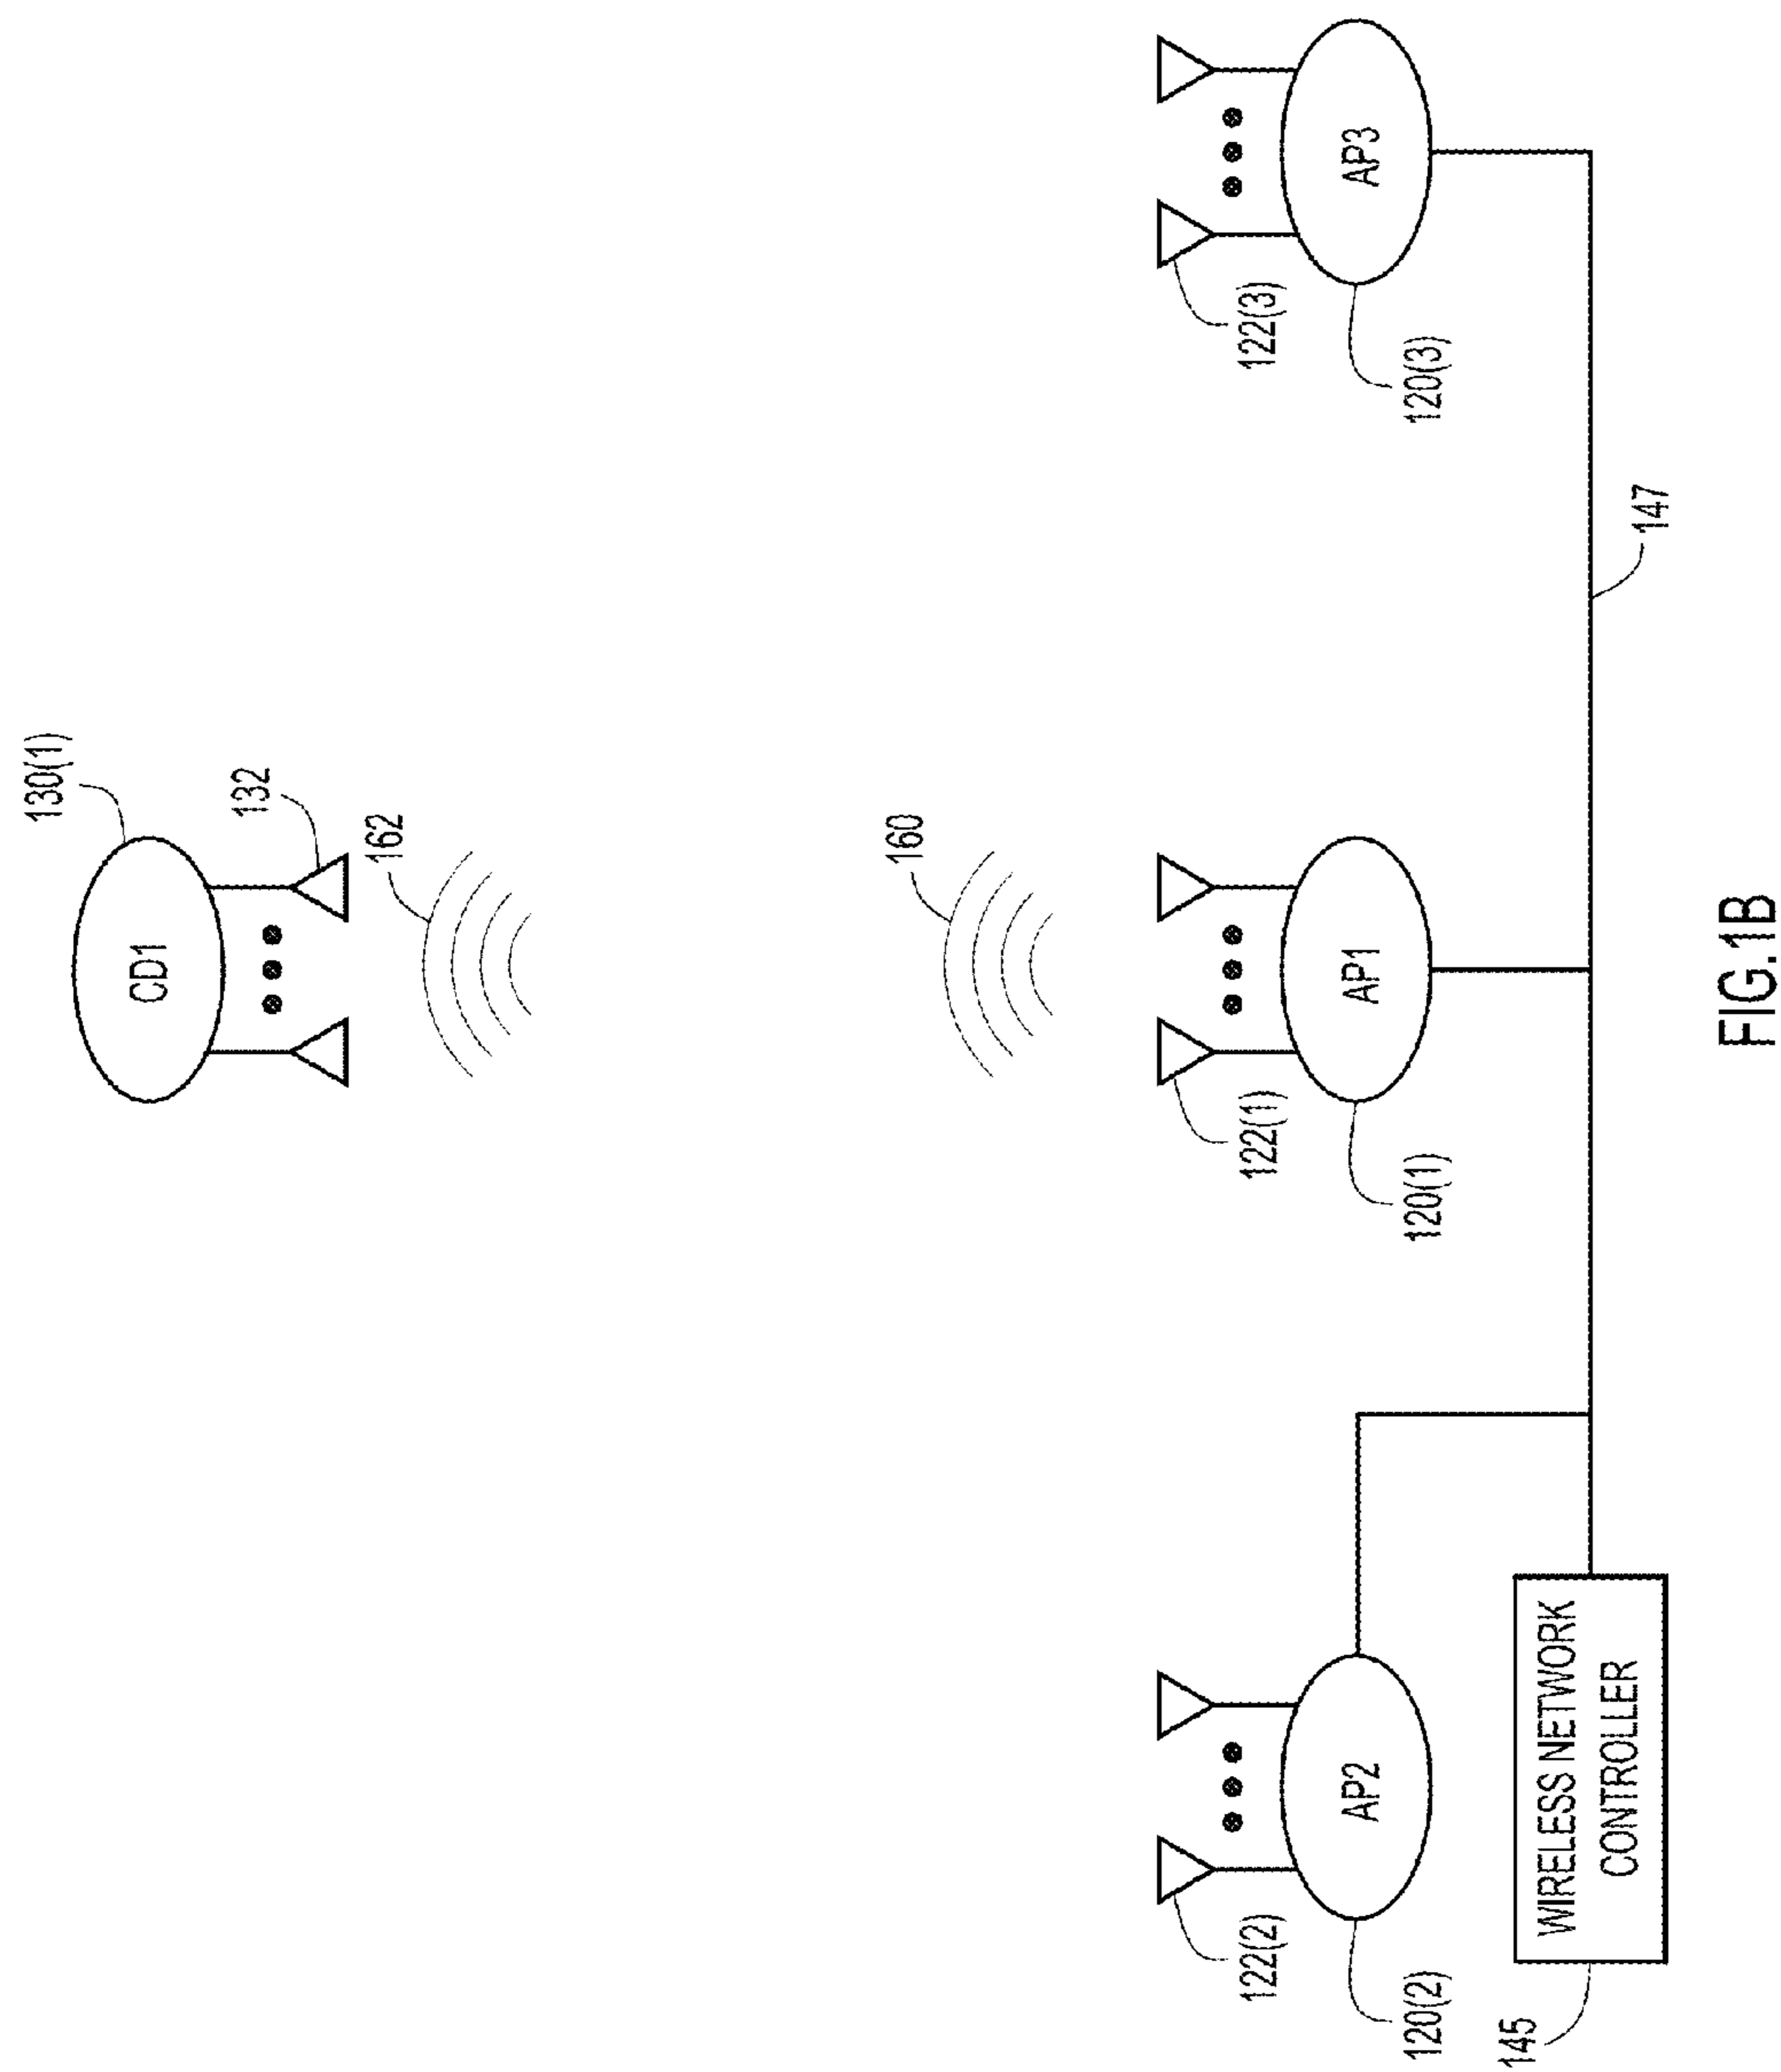 130(1)
CD1
132
162
160
122(2)
122(1)
122(3)
AP2
AP1
AP3
120(2)
120(1)
120(3)
145
WIRELESS NETWORK
CONTROLLER
147
FIG.1B